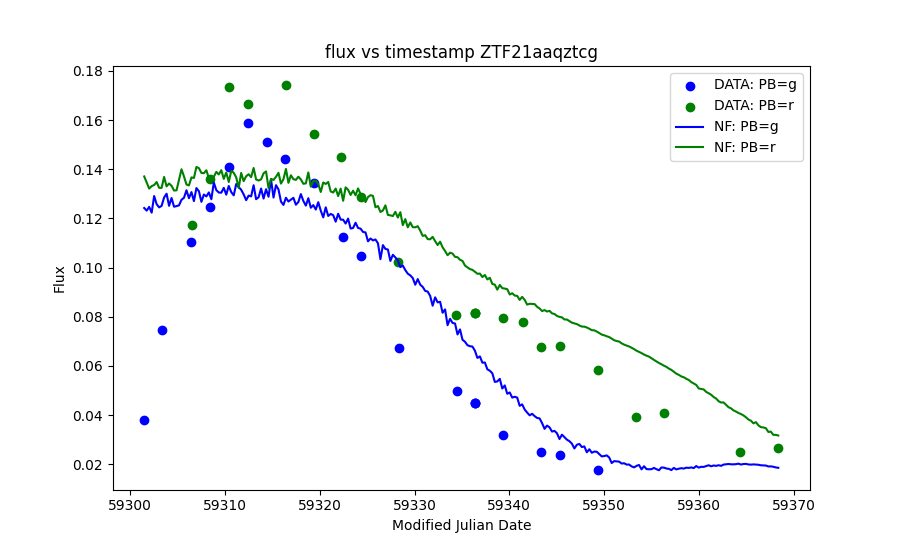 flux vs timestamp ZTF21aaqztcg
DATA: PB=g
DATA: PB=r
NF: PB=g
NF: PB=r
Flux
0.18
0.16
0.14
0.12
0.10
0.08
0.06
0.04
0.02
59300 59310 59320 59330 59340 59350 59360 59370
Modified Julian Date